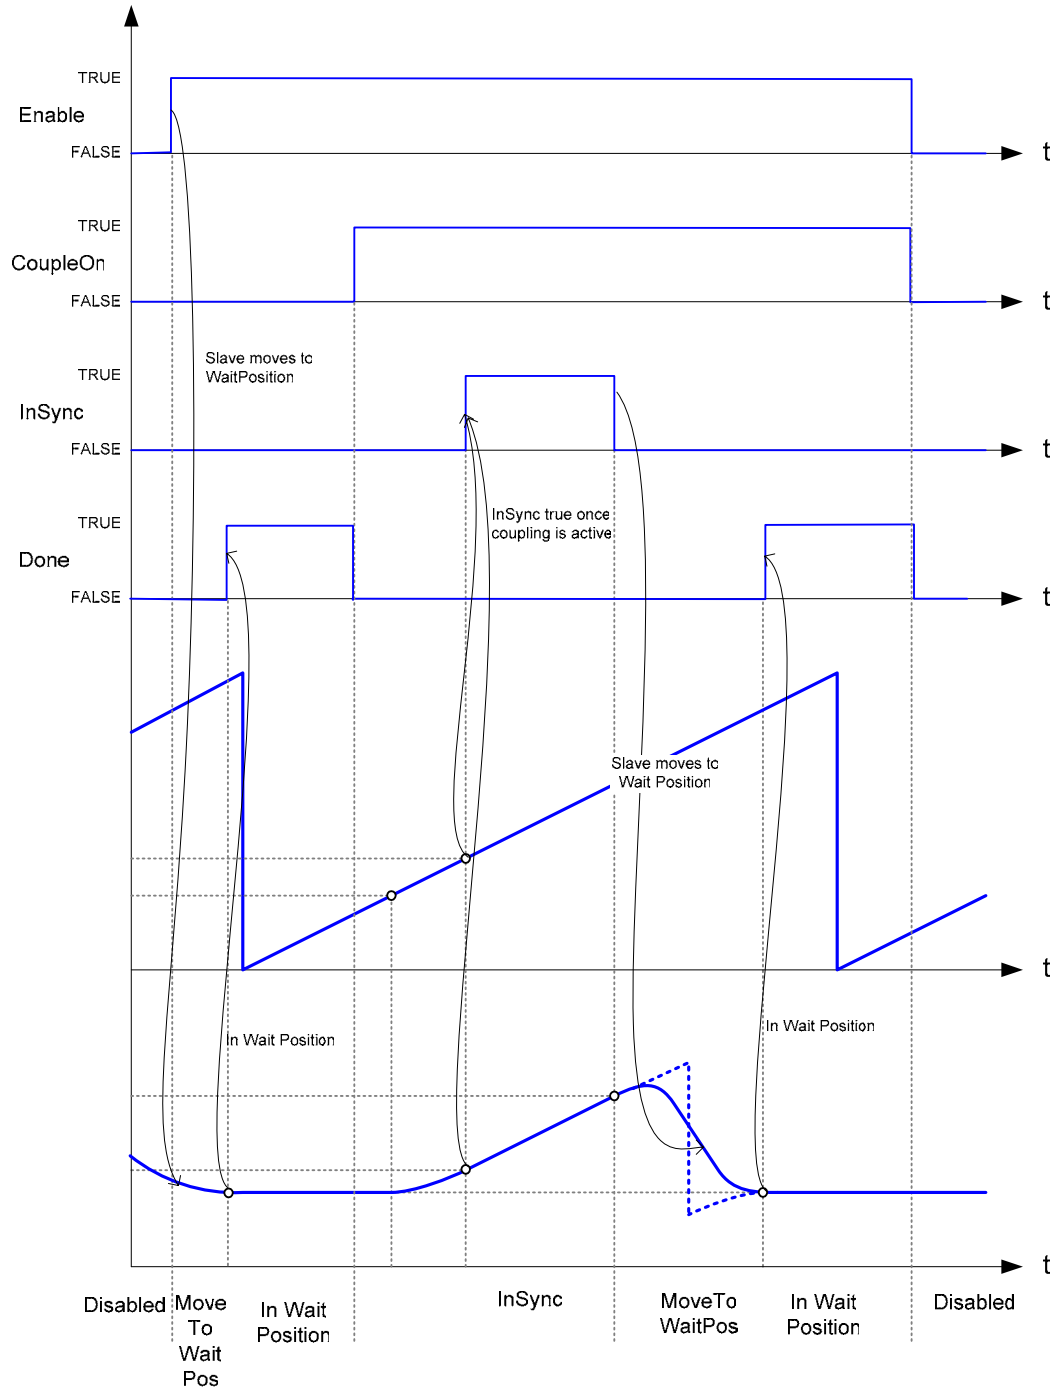 TRUE
Enable
FALSE
t
TRUE
CoupleOn
FALSE
t
Slave moves to
WaitPosition
TRUE
InSync
FALSE
t
InSync true once
coupling is active
TRUE
Done
FALSE
t
Slave moves to
Wait Position
t
In Wait Position
In Wait Position
t
Disabled
Move
To
Wait
Pos
In Wait
Position
InSync
MoveTo
WaitPos
In Wait
Position
Disabled